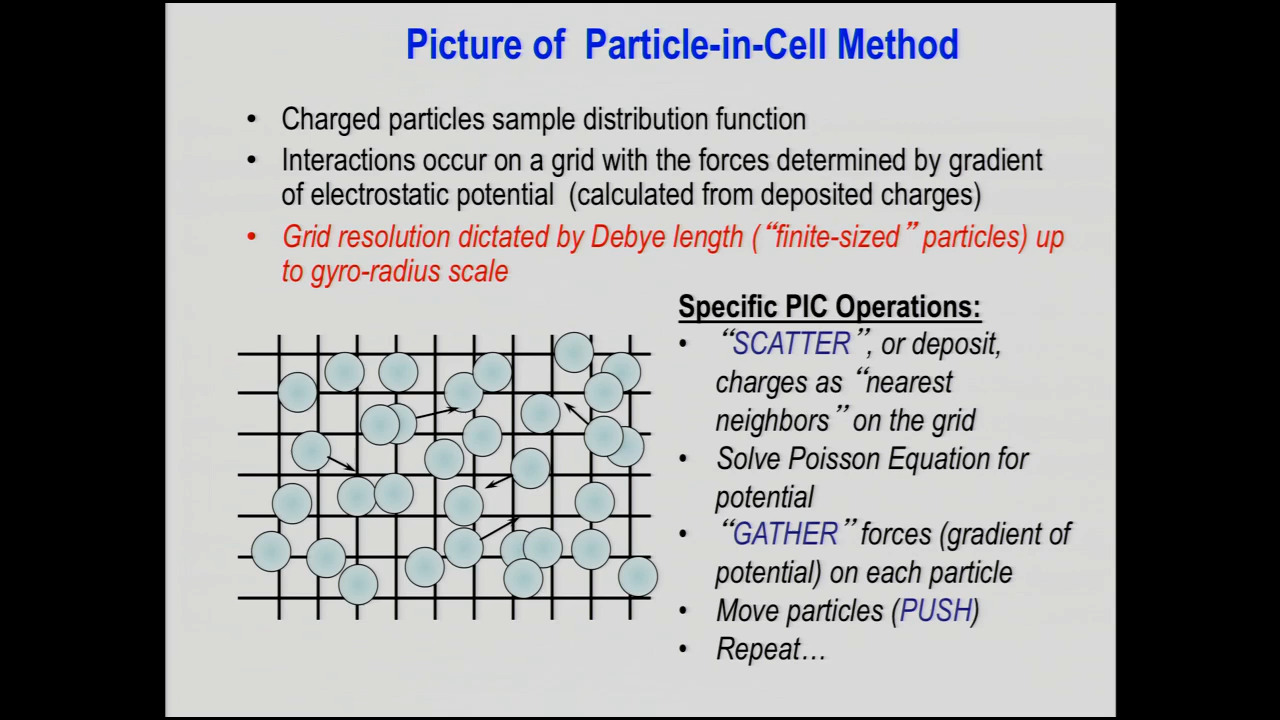 Picture of Particle-in-Cell Method
• Charged particles sample distribution function
• Interactions occur on a grid with the forces determined by gradient
of electrostatic potential (calculated from deposited charges)
• Grid resolution dictated by Debye length (“finite-sized” particles) up
to gyro-radius scale
Specific PIC Operations:
• “SCATTER”, or deposit,
charges as “nearest
neighbors” on the grid
• Solve Poisson Equation for
potential
• “GATHER” forces (gradient of
potential) on each particle
• Move particles (PUSH)
• Repeat…